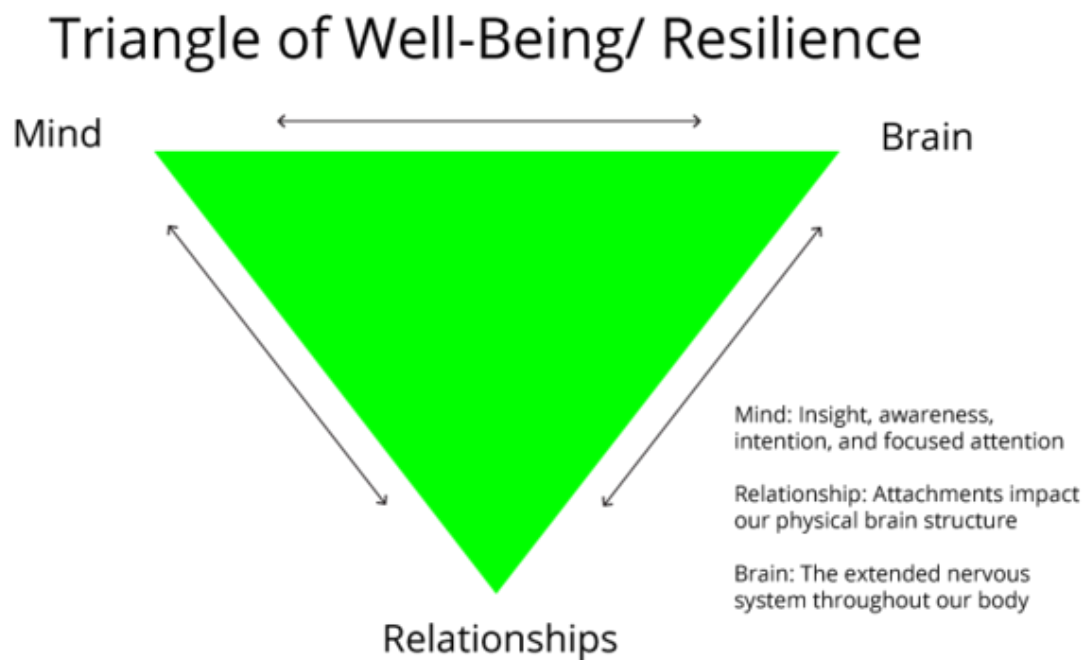 Triangle of Well-Being/ Resilience
Mind
Brain
Mind: Insight, awareness,
intention, and focused attention
Relationship: Attachments impact
our physical brain structure
Brain: The extended nervous
system throughout our body
Relationships